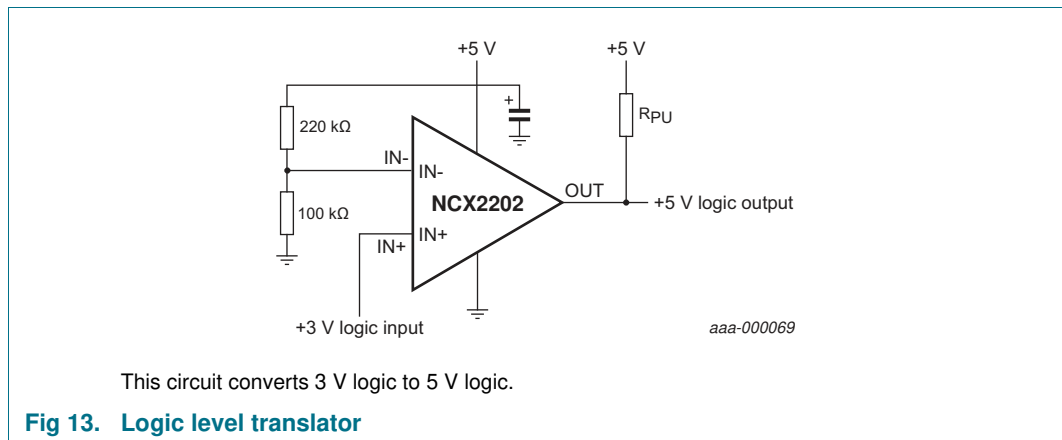 +5 V
+5 V
+
220 kΩ
RPU
IN-
IN-
NCX2202
OUT
+5 V logic output
100 kΩ
IN+
IN+
+3 V logic input
aaa-000069
This circuit converts 3 V logic to 5 V logic.
Fig 13. Logic level translator